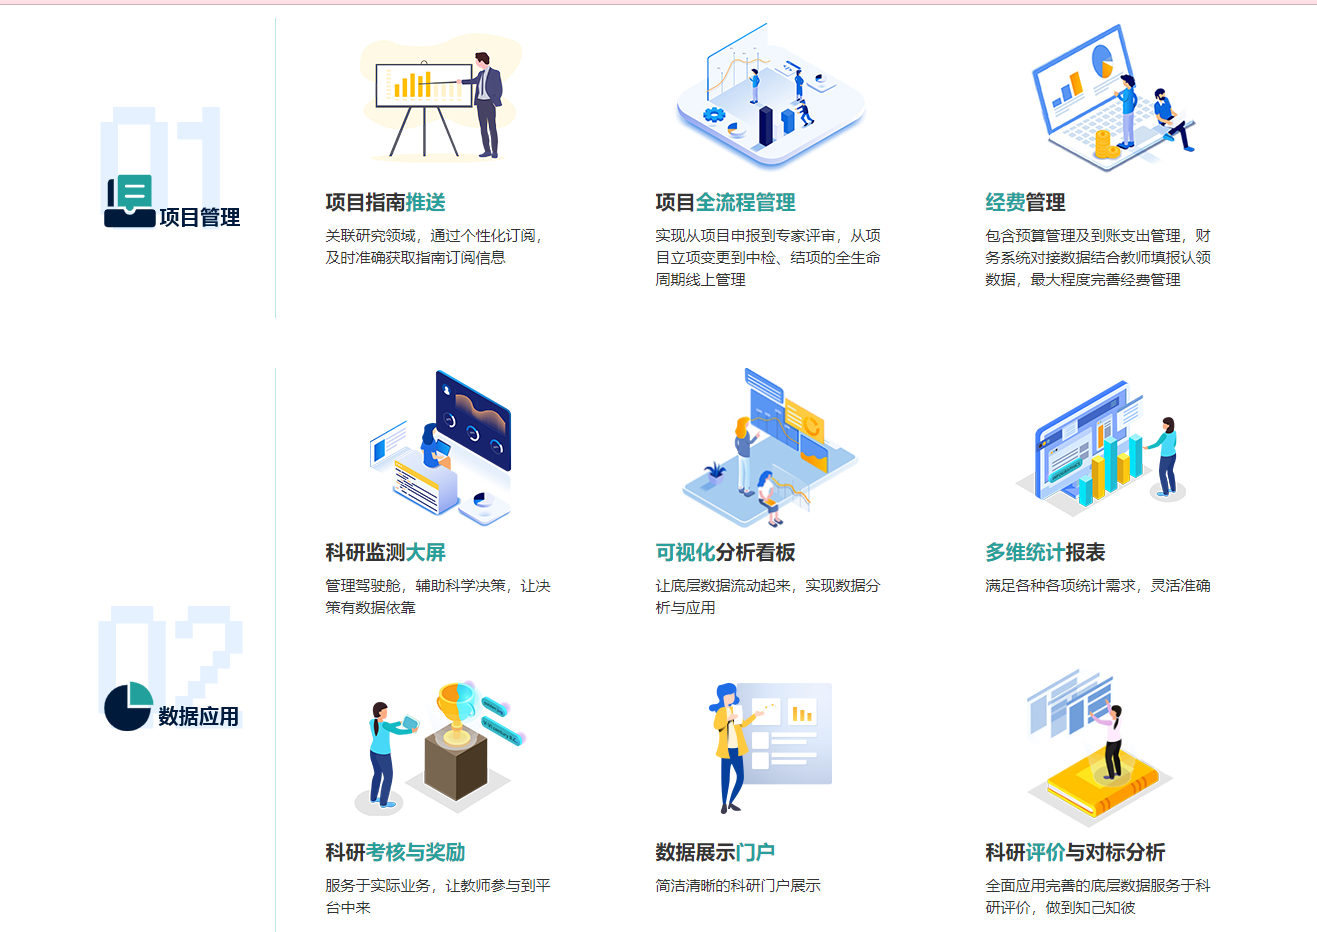 01
项目管理
项目指南推送
关联研究领域，通过个性化订阅，
及时准确获取指南订阅信息
项目全流程管理
实现从项目申报到专家评审，从项
目立项变更到中检、结项的全生命
周期线上管理
经费管理
包含预算管理及到账支出管理，财
务系统对接数据结合教师填报认领
数据，最大程度完善经费管理
02
数据应用
科研监测大屏
管理驾驶舱，辅助科学决策，让决
策有数据依靠
可视化分析看板
让底层数据流动起来，实现数据分
析与应用
多维统计报表
满足各种各项统计需求，灵活准确
科研考核与奖励
服务于实际业务，让教师参与到平
台中来
数据展示门户
简洁清晰的科研门户展示
科研评价与对标分析
全面应用完善的底层数据服务于科
研评价，做到知己知彼